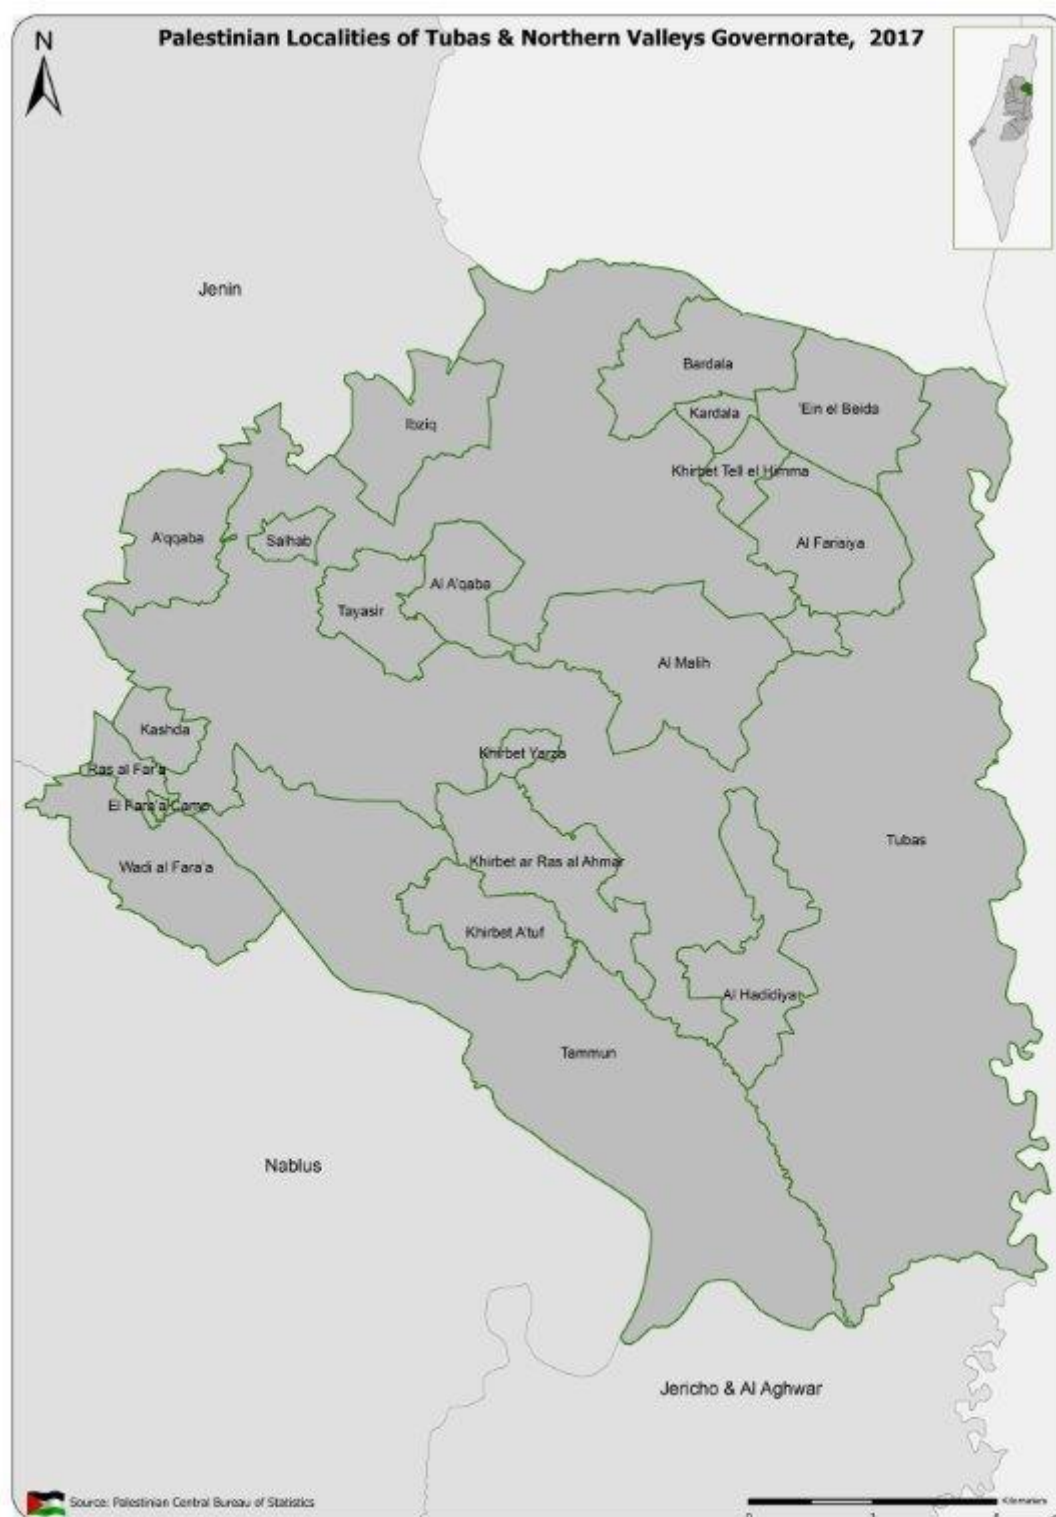 N
Palestinian Localities of Tubas & Northern Valleys Governorate, 2017
Jenin
Bardala
Kardala
'Ein el Beida
Ibziq
Khirbet Tell el Himma
A'qqaba
Salhab
Al Farisiya
Al A'qaba
Tayasir
Al Malih
Kashda
Khirbet Yarza
Ras al Far'a
El Fara'a Camp
Tubas
Wadi al Fara'a
Khirbet ar Ras al Ahmar
Khirbet A'tuf
Al Hadidiya
Tammun
Nablus
Jericho & Al Aghwar
Source: Palestinian Central Bureau of Statistics
Kilometers